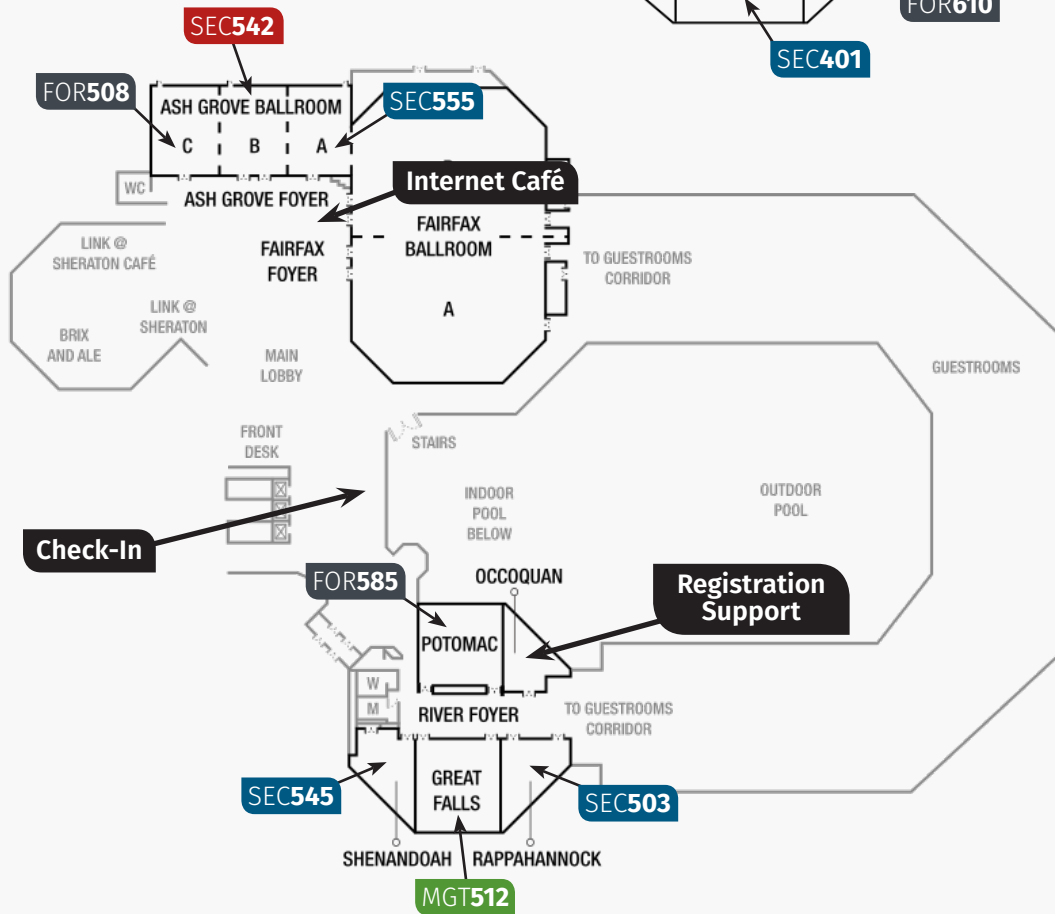 SEC542
FOR610
SEC401
FOR508
ASH GROVE BALLROOM
SEC555
C
B
A
WC
ASH GROVE FOYER
Internet Café
FAIRFAX
BALLROOM
LINK @
SHERATON CAFÉ
FAIRFAX
FOYER
TO GUESTROOMS
CORRIDOR
A
LINK @
SHERATON
BRIX
AND ALE
MAIN
LOBBY
GUESTROOMS
FRONT
DESK
STAIRS
INDOOR
POOL
BELOW
OUTDOOR
POOL
Check-In
FOR585
OCCOQUAN
Registration
Support
POTOMAC
W
M
RIVER FOYER
TO GUESTROOMS
CORRIDOR
SEC545
GREAT
FALLS
SEC503
SHENANDOAH
RAPPAHANNOCK
MGT512